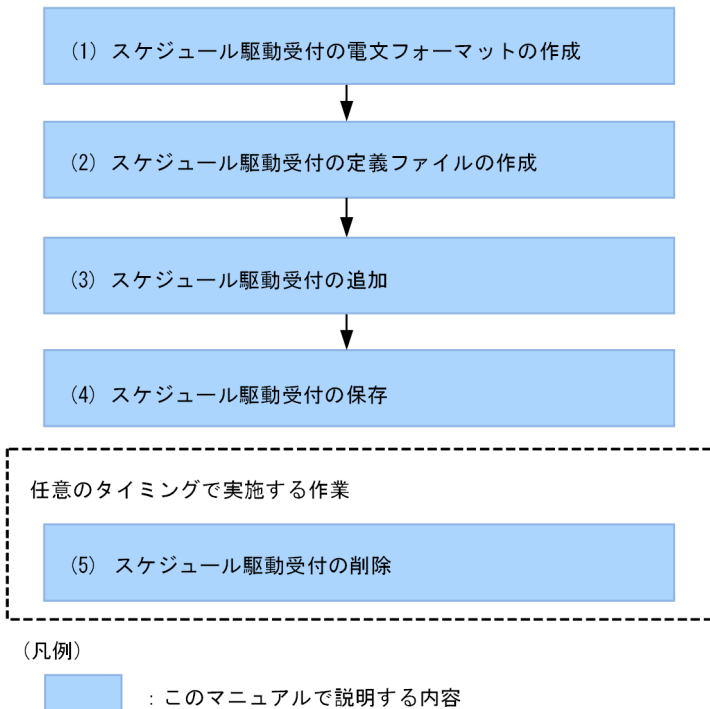 (1) スケジュール駆動受付の電文フォーマットの作成
(2) スケジュール駆動受付の定義ファイルの作成
(3) スケジュール駆動受付の追加
(4) スケジュール駆動受付の保存
任意のタイミングで実施する作業
(5) スケジュール駆動受付の削除
(凡例)
：このマニュアルで説明する内容